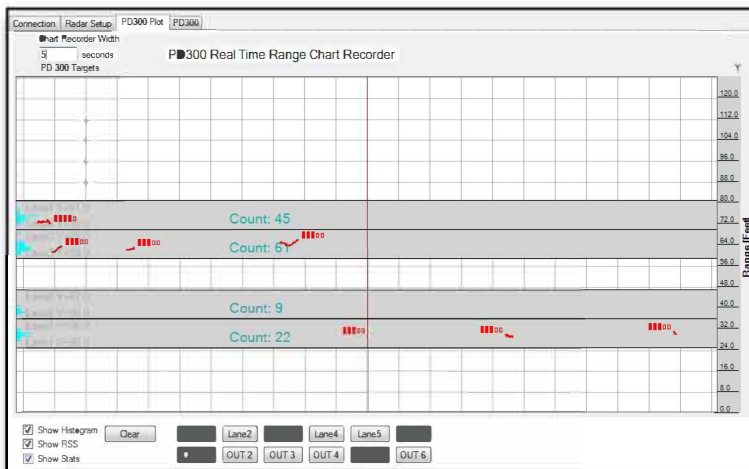 Connection Radar Setup PD300 Plot PD300
Chart Recorder Width
5 seconds
PD300 Real Time Range Chart Recorder
PD 300 Targets
Y
120.0
112.0
104.0
96.0
88.0
80.0
72.0
64.0
56.0
48.0
40.0
32.0
24.0
16.0
8.0
0.0
Count: 45
Count: 61
Count: 9
Count: 22
Show Histogram
Clear
Show RSS
Show Stats
Lane2 Lane4 Lane5
OUT 2 OUT 3 OUT 4 OUT 6